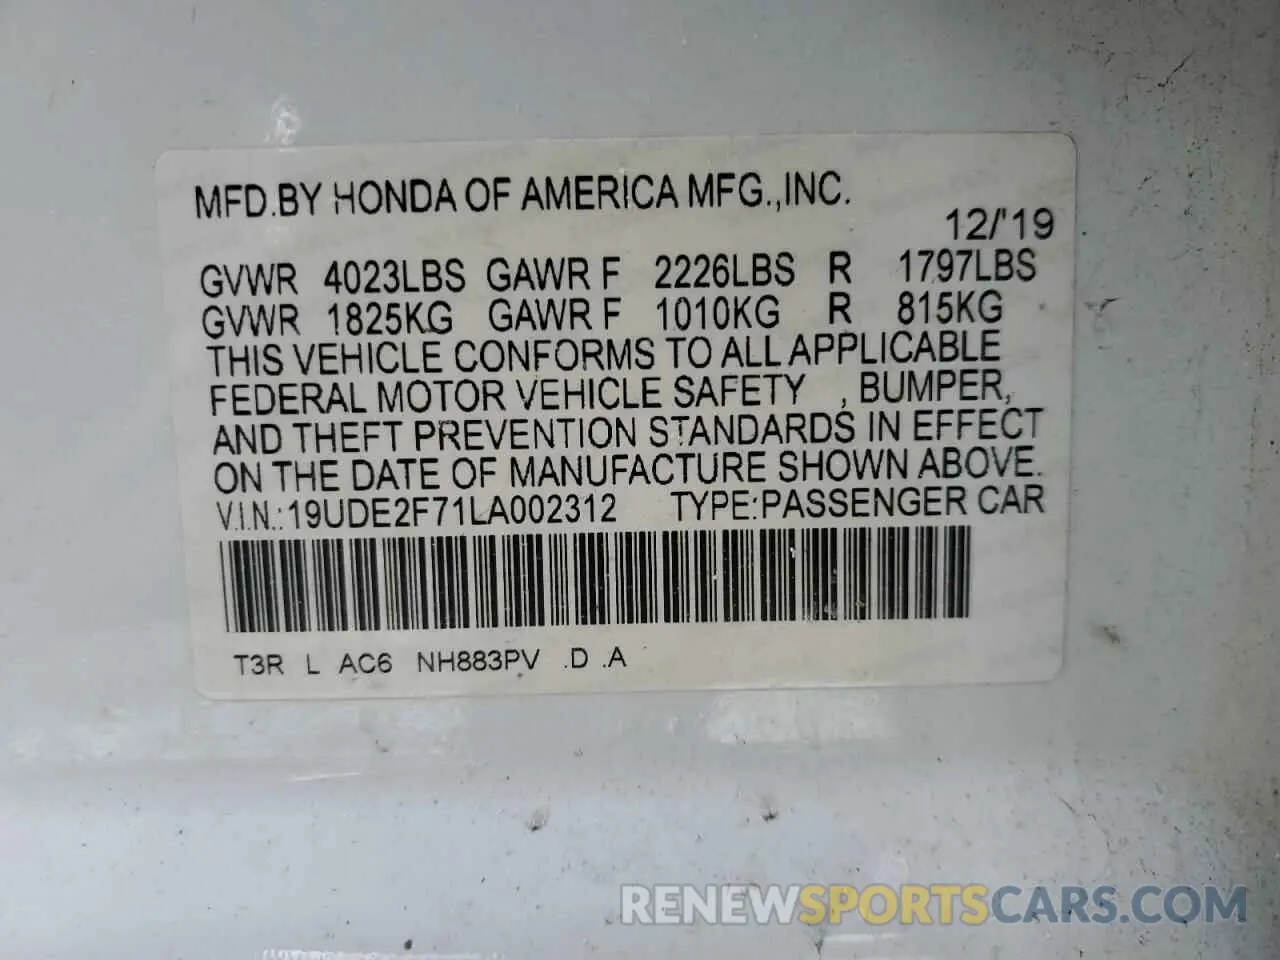 MFD.BY HONDA OF AMERICA MFG.,INC.
12/'19
GVWR 4023LBS GAWR F 2226LBS R 1797LBS
GVWR 1825KG GAWR F 1010KG R 815KG
THIS VEHICLE CONFORMS TO ALL APPLICABLE
FEDERAL MOTOR VEHICLE SAFETY , BUMPER,
AND THEFT PREVENTION STANDARDS IN EFFECT
ON THE DATE OF MANUFACTURE SHOWN ABOVE.
V.I.N.:19UDE2F71LA002312 TYPE:PASSENGER CAR
T3R L AC6 NH883PV .D .A
RENEWSPORTSCARS.COM